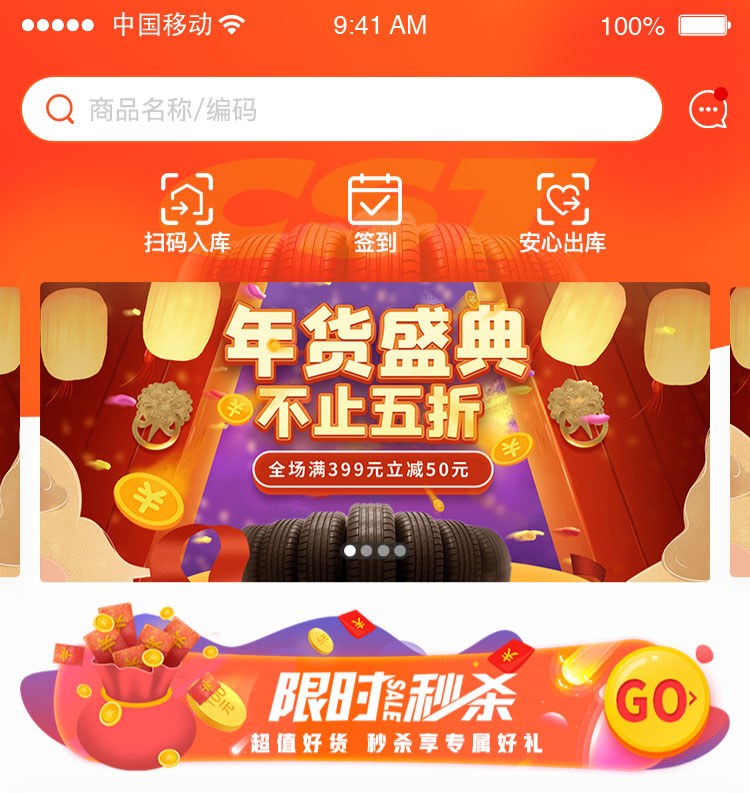 中国移动 9:41 AM 100%
商品名称/编码
CST
扫码入库 签到 安心出库
年货盛典
不止五折
全场满399元立减50元
限时秒杀
SALE
GO
超值好货 秒杀享专属好礼